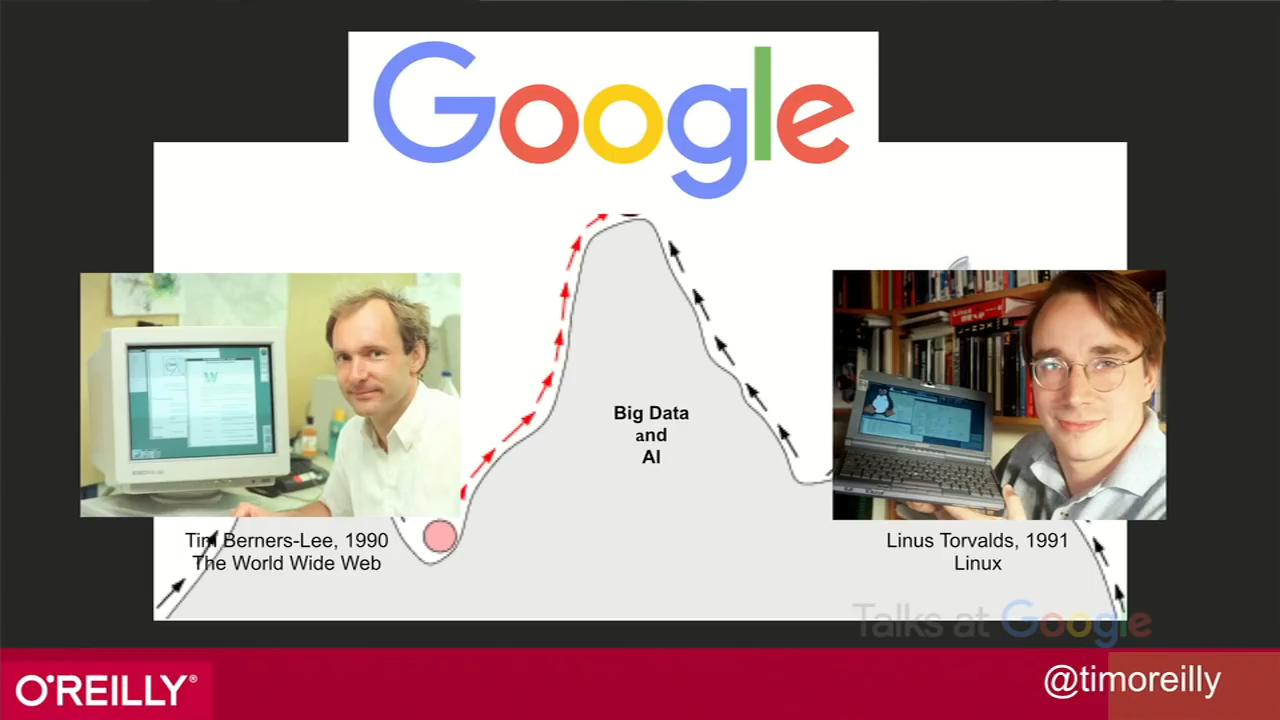 Google
Big Data
and
AI
Tim Berners-Lee, 1990
The World Wide Web
Linus Torvalds, 1991
Linux
Talks at Google
O'REILLY®
@timoreilly